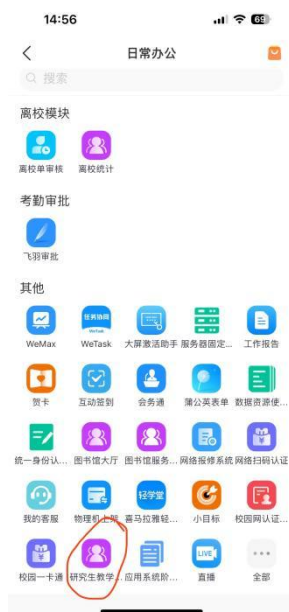 14:56
69
日常办公
搜索
离校模块
离校单审核 离校统计
考勤审批
飞羽审批
其他
任务协同
WeTask
WeMax WeTask 大屏激活助手 服务器固定... 工作报告
贺卡 互动签到 会务通 蒲公英表单 数据资源使...
统一身份认... 图书馆大厅 图书馆服务... 网络报修系统 网络扫码认证
轻学堂
我的客服 物理机上架 喜马拉雅轻... 小目标 校园网认证...
LIVE
校园一卡通 研究生教学... 应用系统阶... 直播 全部